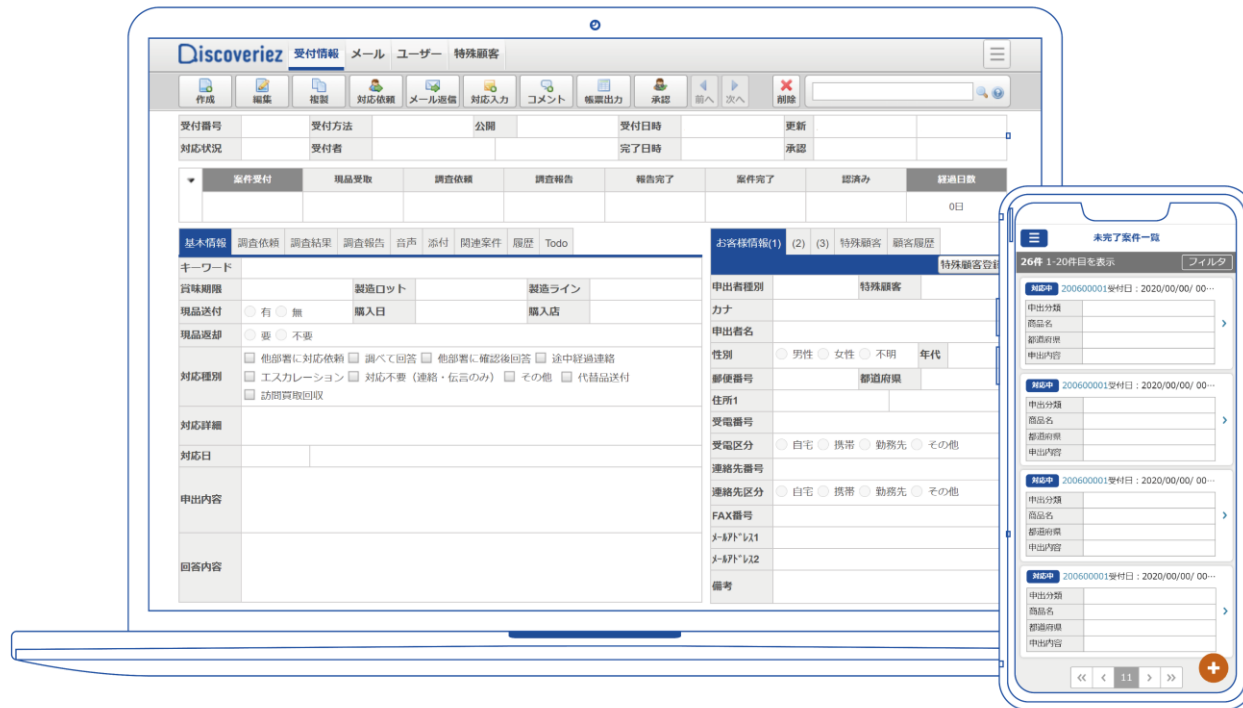 Discoveriez 受付情報 メール ユーザー 特殊顧客
作成 編集 複製 対応依頼 メール返信 対応入力 コメント 帳票出力 承認 前へ 次へ 削除
受付番号 受付方法 公開 受付日時 更新
対応状況 受付者 完了日時 承認
案件受付 現品受取 調査依頼 調査報告 報告完了 案件完了 認済み 経過日数
0日
基本情報 調査依頼 調査結果 調査報告 音声 添付 関連案件 履歴 Todo
キーワード
賞味期限 製造ロット 製造ライン
現品送付 有 無 購入日 購入店
現品返却 要 不要
対応種別 他部署に対応依頼 調べて回答 他部署に確認後回答 途中経過連絡
エスカレーション 対応不要（連絡・伝言のみ） その他 代替品送付
訪問買取回収
対応詳細
対応日
申出内容
回答内容
お客様情報(1) (2) (3) 特殊顧客 顧客履歴
特殊顧客登録
申出者種別 特殊顧客
カナ
申出者名
性別 男性 女性 不明 年代
郵便番号 都道府県
住所1
受電番号
受電区分 自宅 携帯 勤務先 その他
連絡先番号
連絡先区分 自宅 携帯 勤務先 その他
FAX番号
ﾒｰﾙｱﾄﾞﾚｽ1
ﾒｰﾙｱﾄﾞﾚｽ2
備考
未完了案件一覧
26件 1-20件目を表示 フィルタ
対応中 200600001受付日：2020/00/00/ 00…
申出分類
商品名
都道府県
申出内容
対応中 200600001受付日：2020/00/00/ 00…
申出分類
商品名
都道府県
申出内容
対応中 200600001受付日：2020/00/00/ 00…
申出分類
商品名
都道府県
申出内容
対応中 200600001受付日：2020/00/00/ 00…
申出分類
商品名
都道府県
申出内容
« ‹ 11 › »